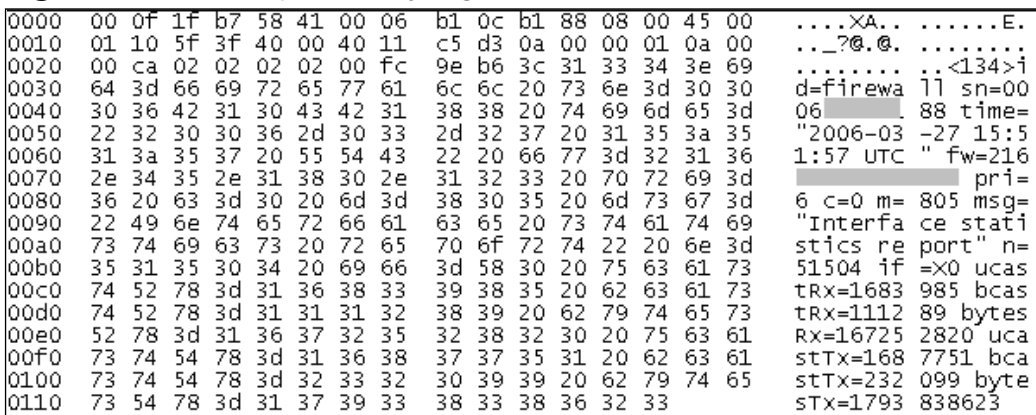 0000 00 0f 1f b7 58 41 00 06 b1 0c b1 88 08 00 45 00 ....XA.. ......E.
0010 01 10 5f 3f 40 00 40 11 c5 d3 0a 00 00 01 0a 00 .._?@.@. ........
0020 00 ca 02 02 02 02 00 fc 9e b6 3c 31 33 34 3e 69 ........ ..<134>i
0030 64 3d 66 69 72 65 77 61 6c 6c 20 73 6e 3d 30 30 d=firewa ll sn=00
0040 30 36 42 31 30 43 42 31 38 38 20 74 69 6d 65 3d 06 88 time=
0050 22 32 30 30 36 2d 30 33 2d 32 37 20 31 35 3a 35 "2006-03 -27 15:5
0060 31 3a 35 37 20 55 54 43 22 20 66 77 3d 32 31 36 1:57 UTC " fw=216
0070 2e 34 35 2e 31 38 30 2e 31 32 33 20 70 72 69 3d pri=
0080 36 20 63 3d 30 20 6d 3d 38 30 35 20 6d 73 67 3d 6 c=0 m= 805 msg=
0090 22 49 6e 74 65 72 66 61 63 65 20 73 74 61 74 69 "Interfa ce stati
00a0 73 74 69 63 73 20 72 65 70 6f 72 74 22 20 6e 3d stics re port" n=
00b0 35 31 35 30 34 20 69 66 3d 58 30 20 75 63 61 73 51504 if =X0 ucas
00c0 74 52 78 3d 31 36 38 33 39 38 35 20 62 63 61 73 tRx=1683 985 bcas
00d0 74 52 78 3d 31 31 31 32 38 39 20 62 79 74 65 73 tRx=1112 89 bytes
00e0 52 78 3d 31 36 37 32 35 32 38 32 30 20 75 63 61 Rx=16725 2820 uca
00f0 73 74 54 78 3d 31 36 38 37 37 35 31 20 62 63 61 stTx=168 7751 bca
0100 73 74 54 78 3d 32 33 32 30 39 39 20 62 79 74 65 stTx=232 099 byte
0110 73 54 78 3d 31 37 39 33 38 33 38 36 32 33 sTx=1793 838623